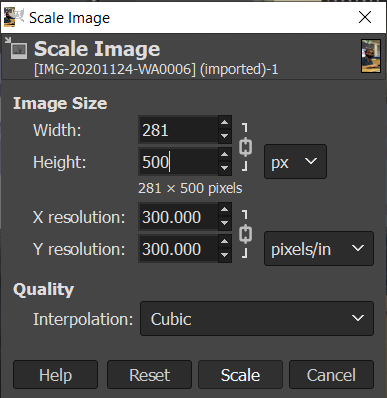 Scale Image
Scale Image
[IMG-20201124-WA0006] (imported)-1
Image Size
Width: 281
Height: 500 px
281 × 500 pixels
X resolution: 300.000
Y resolution: 300.000 pixels/in
Quality
Interpolation: Cubic
Help Reset Scale Cancel